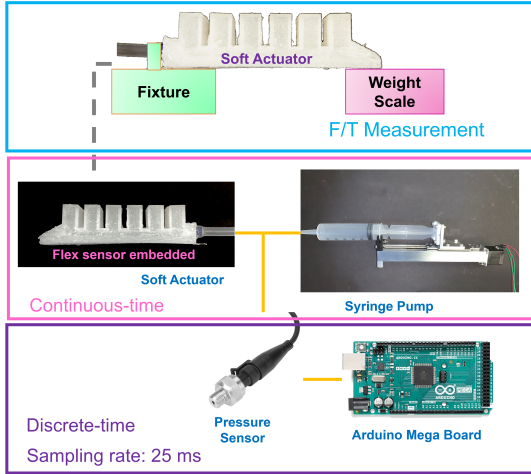 Soft Actuator
Fixture
Weight
Scale
F/T Measurement
Flex sensor embedded
Soft Actuator
Syringe Pump
Continuous-time
Pressure
Sensor
Arduino Mega Board
ARDUINO
Discrete-time
Sampling rate: 25 ms